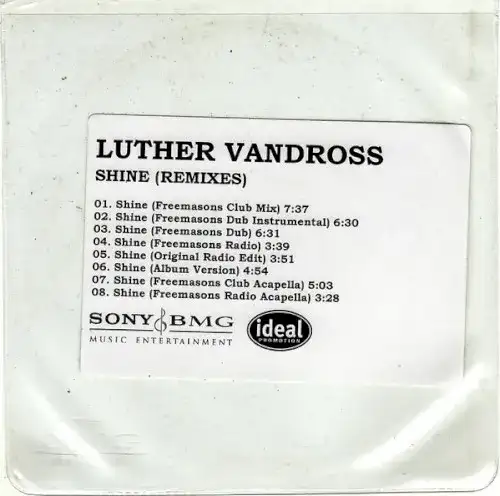 LUTHER VANDROSS
SHINE (REMIXES)
01. Shine (Freemasons Club Mix) 7:37
02. Shine (Freemasons Dub Instrumental) 6:30
03. Shine (Freemasons Dub) 6:31
04. Shine (Freemasons Radio) 3:39
05. Shine (Original Radio Edit) 3:51
06. Shine (Album Version) 4:54
07. Shine (Freemasons Club Acapella) 5:03
08. Shine (Freemasons Radio Acapella) 3:28
SONY BMG
MUSIC ENTERTAINMENT
ideal
PROMOTION